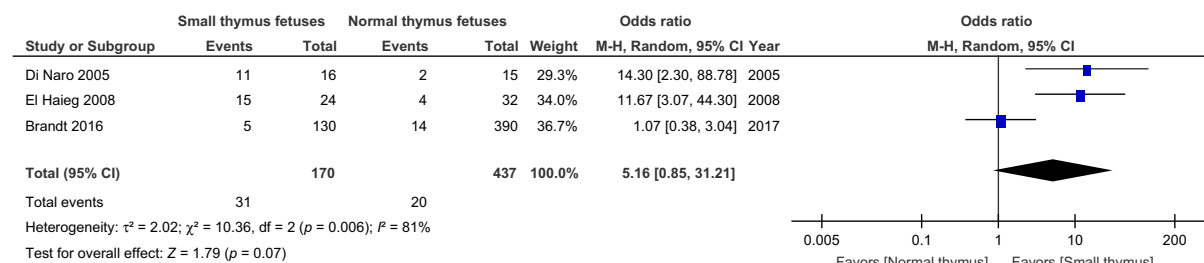 Small thymus fetuses Normal thymus fetuses Odds ratio Odds ratio
Study or Subgroup Events Total Events Total Weight M-H, Random, 95% CI Year M-H, Random, 95% CI
Di Naro 2005 11 16 2 15 29.3% 14.30 [2.30, 88.78] 2005
El Haieg 2008 15 24 4 32 34.0% 11.67 [3.07, 44.30] 2008
Brandt 2016 5 130 14 390 36.7% 1.07 [0.38, 3.04] 2017
Total (95% CI) 170 437 100.0% 5.16 [0.85, 31.21]
Total events 31 20
Heterogeneity: τ² = 2.02; χ² = 10.36, df = 2 (p = 0.006); I² = 81%
Test for overall effect: Z = 1.79 (p = 0.07)
0.005 0.1 1 10 200
Favors [Normal thymus] Favors [Small thymus]